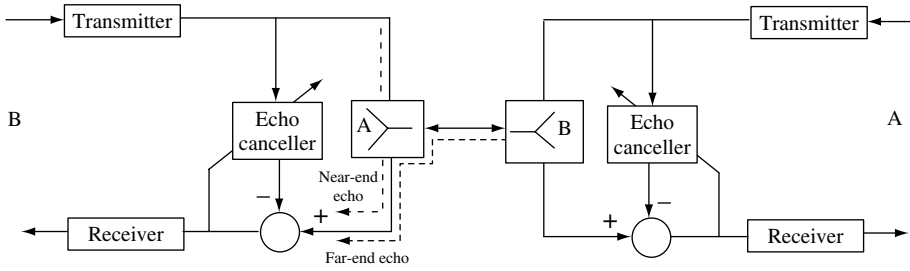 Transmitter
Transmitter
B
Echo
canceller
A
B
Echo
canceller
A
Near-end
echo
−
+
+
−
Receiver
Receiver
Far-end echo